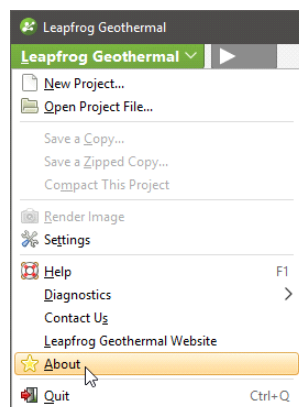 Leapfrog Geothermal
Leapfrog Geothermal
New Project...
Open Project File...
Save a Copy...
Save a Zipped Copy...
Compact This Project
Render Image
Settings
Help F1
Diagnostics
Contact Us
Leapfrog Geothermal Website
About
Quit Ctrl+Q